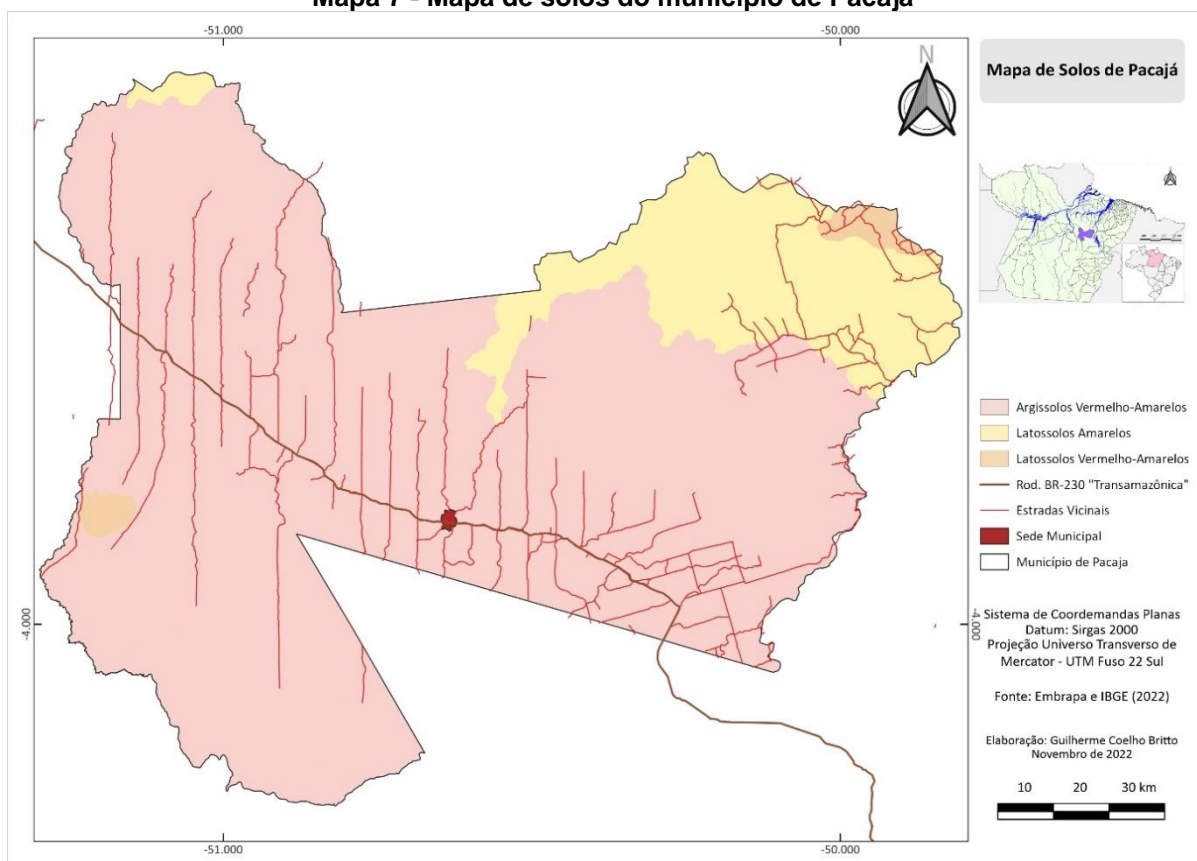 Mapa 7 - Mapa de solos do município de Pacajá
-51.000
-50.000
N
-4.000
-4.000
-51.000
-50.000
Mapa de Solos de Pacajá
Argissolos Vermelho-Amarelos
Latossolos Amarelos
Latossolos Vermelho-Amarelos
Rod. BR-230 "Transamazônica"
Estradas Vicinais
Sede Municipal
Município de Pacaja
Sistema de Coordemandas Planas
Datum: Sirgas 2000
Projeção Universo Transverso de
Mercator - UTM Fuso 22 Sul
Fonte: Embrapa e IBGE (2022)
Elaboração: Guilherme Coelho Britto
Novembro de 2022
10 20 30 km